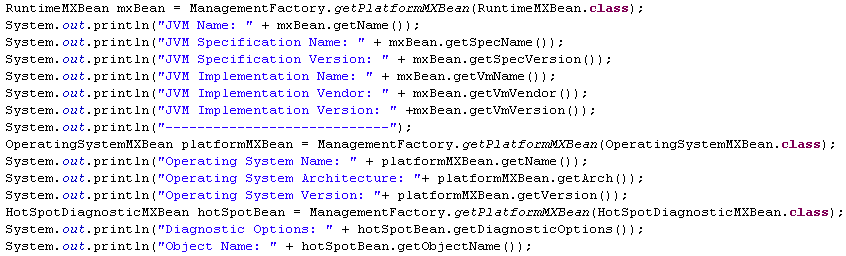 RuntimeMXBean mxBean = ManagementFactory.getPlatformMXBean(RuntimeMXBean.class);
System.out.println("JVM Name: " + mxBean.getName());
System.out.println("JVM Specification Name: " + mxBean.getSpecName());
System.out.println("JVM Specification Version: " + mxBean.getSpecVersion());
System.out.println("JVM Implementation Name: " + mxBean.getVmName());
System.out.println("JVM Implementation Vendor: " + mxBean.getVmVendor());
System.out.println("JVM Implementation Version: " +mxBean.getVmVersion());
System.out.println("----------------------------");
OperatingSystemMXBean platformMXBean = ManagementFactory.getPlatformMXBean(OperatingSystemMXBean.class);
System.out.println("Operating System Name: " + platformMXBean.getName());
System.out.println("Operating System Architecture: "+ platformMXBean.getArch());
System.out.println("Operating System Version: "+ platformMXBean.getVersion());
HotSpotDiagnosticMXBean hotSpotBean = ManagementFactory.getPlatformMXBean(HotSpotDiagnosticMXBean.class);
System.out.println("Diagnostic Options: " + hotSpotBean.getDiagnosticOptions());
System.out.println("Object Name: " + hotSpotBean.getObjectName());